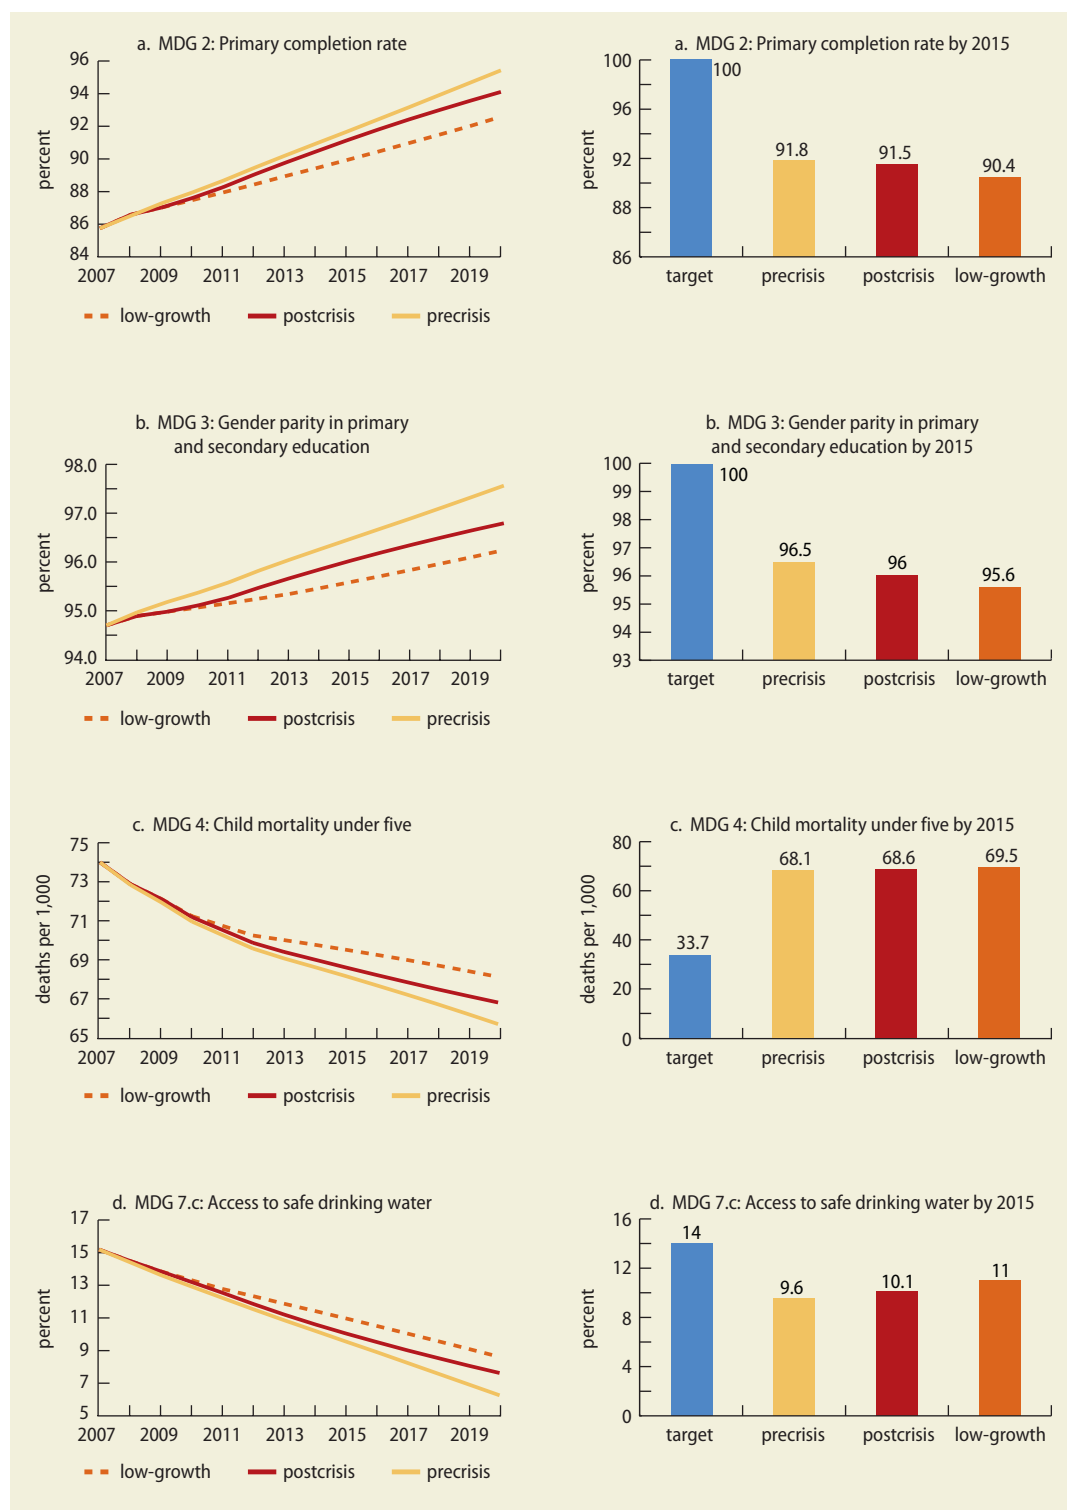 a. MDG 2: Primary completion rate
96
94
92
90
88
86
84
percent
2007 2009 2011 2013 2015 2017 2019
low-growth postcrisis precrisis
a. MDG 2: Primary completion rate by 2015
100
96
92
88
86
percent
100
91.8
91.5
90.4
target precrisis postcrisis low-growth
b. MDG 3: Gender parity in primary
and secondary education
98.0
97.0
96.0
95.0
94.0
percent
2007 2009 2011 2013 2015 2017 2019
low-growth postcrisis precrisis
b. MDG 3: Gender parity in primary
and secondary education by 2015
100
99
98
97
96
95
94
93
percent
100
96.5
96
95.6
target precrisis postcrisis low-growth
c. MDG 4: Child mortality under five
75
73
71
69
67
65
deaths per 1,000
2007 2009 2011 2013 2015 2017 2019
low-growth postcrisis precrisis
c. MDG 4: Child mortality under five by 2015
80
60
40
20
0
deaths per 1,000
33.7
68.1
68.6
69.5
target precrisis postcrisis low-growth
d. MDG 7.c: Access to safe drinking water
17
15
13
11
9
7
5
percent
2007 2009 2011 2013 2015 2017 2019
low-growth postcrisis precrisis
d. MDG 7.c: Access to safe drinking water by 2015
16
12
8
4
0
percent
14
9.6
10.1
11
target precrisis postcrisis low-growth